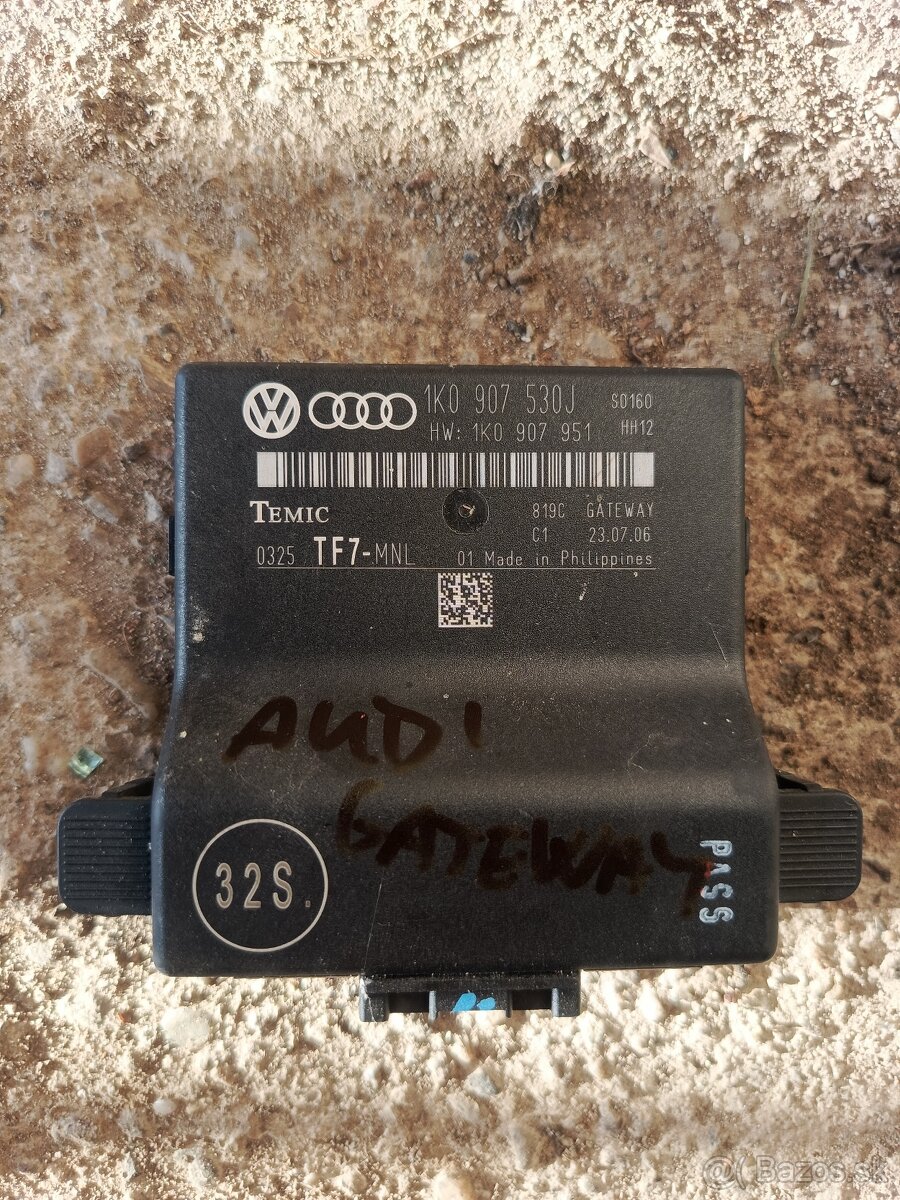 1K0 907 530J S0160
HW: 1K0 907 951 HH12
TEMIC 819C GATEWAY
C1 23.07.06
0325 TF7-MNL 01 Made in Philippines
AUDI
GATEWAY
32S.
PASS
@( Bazos.sk